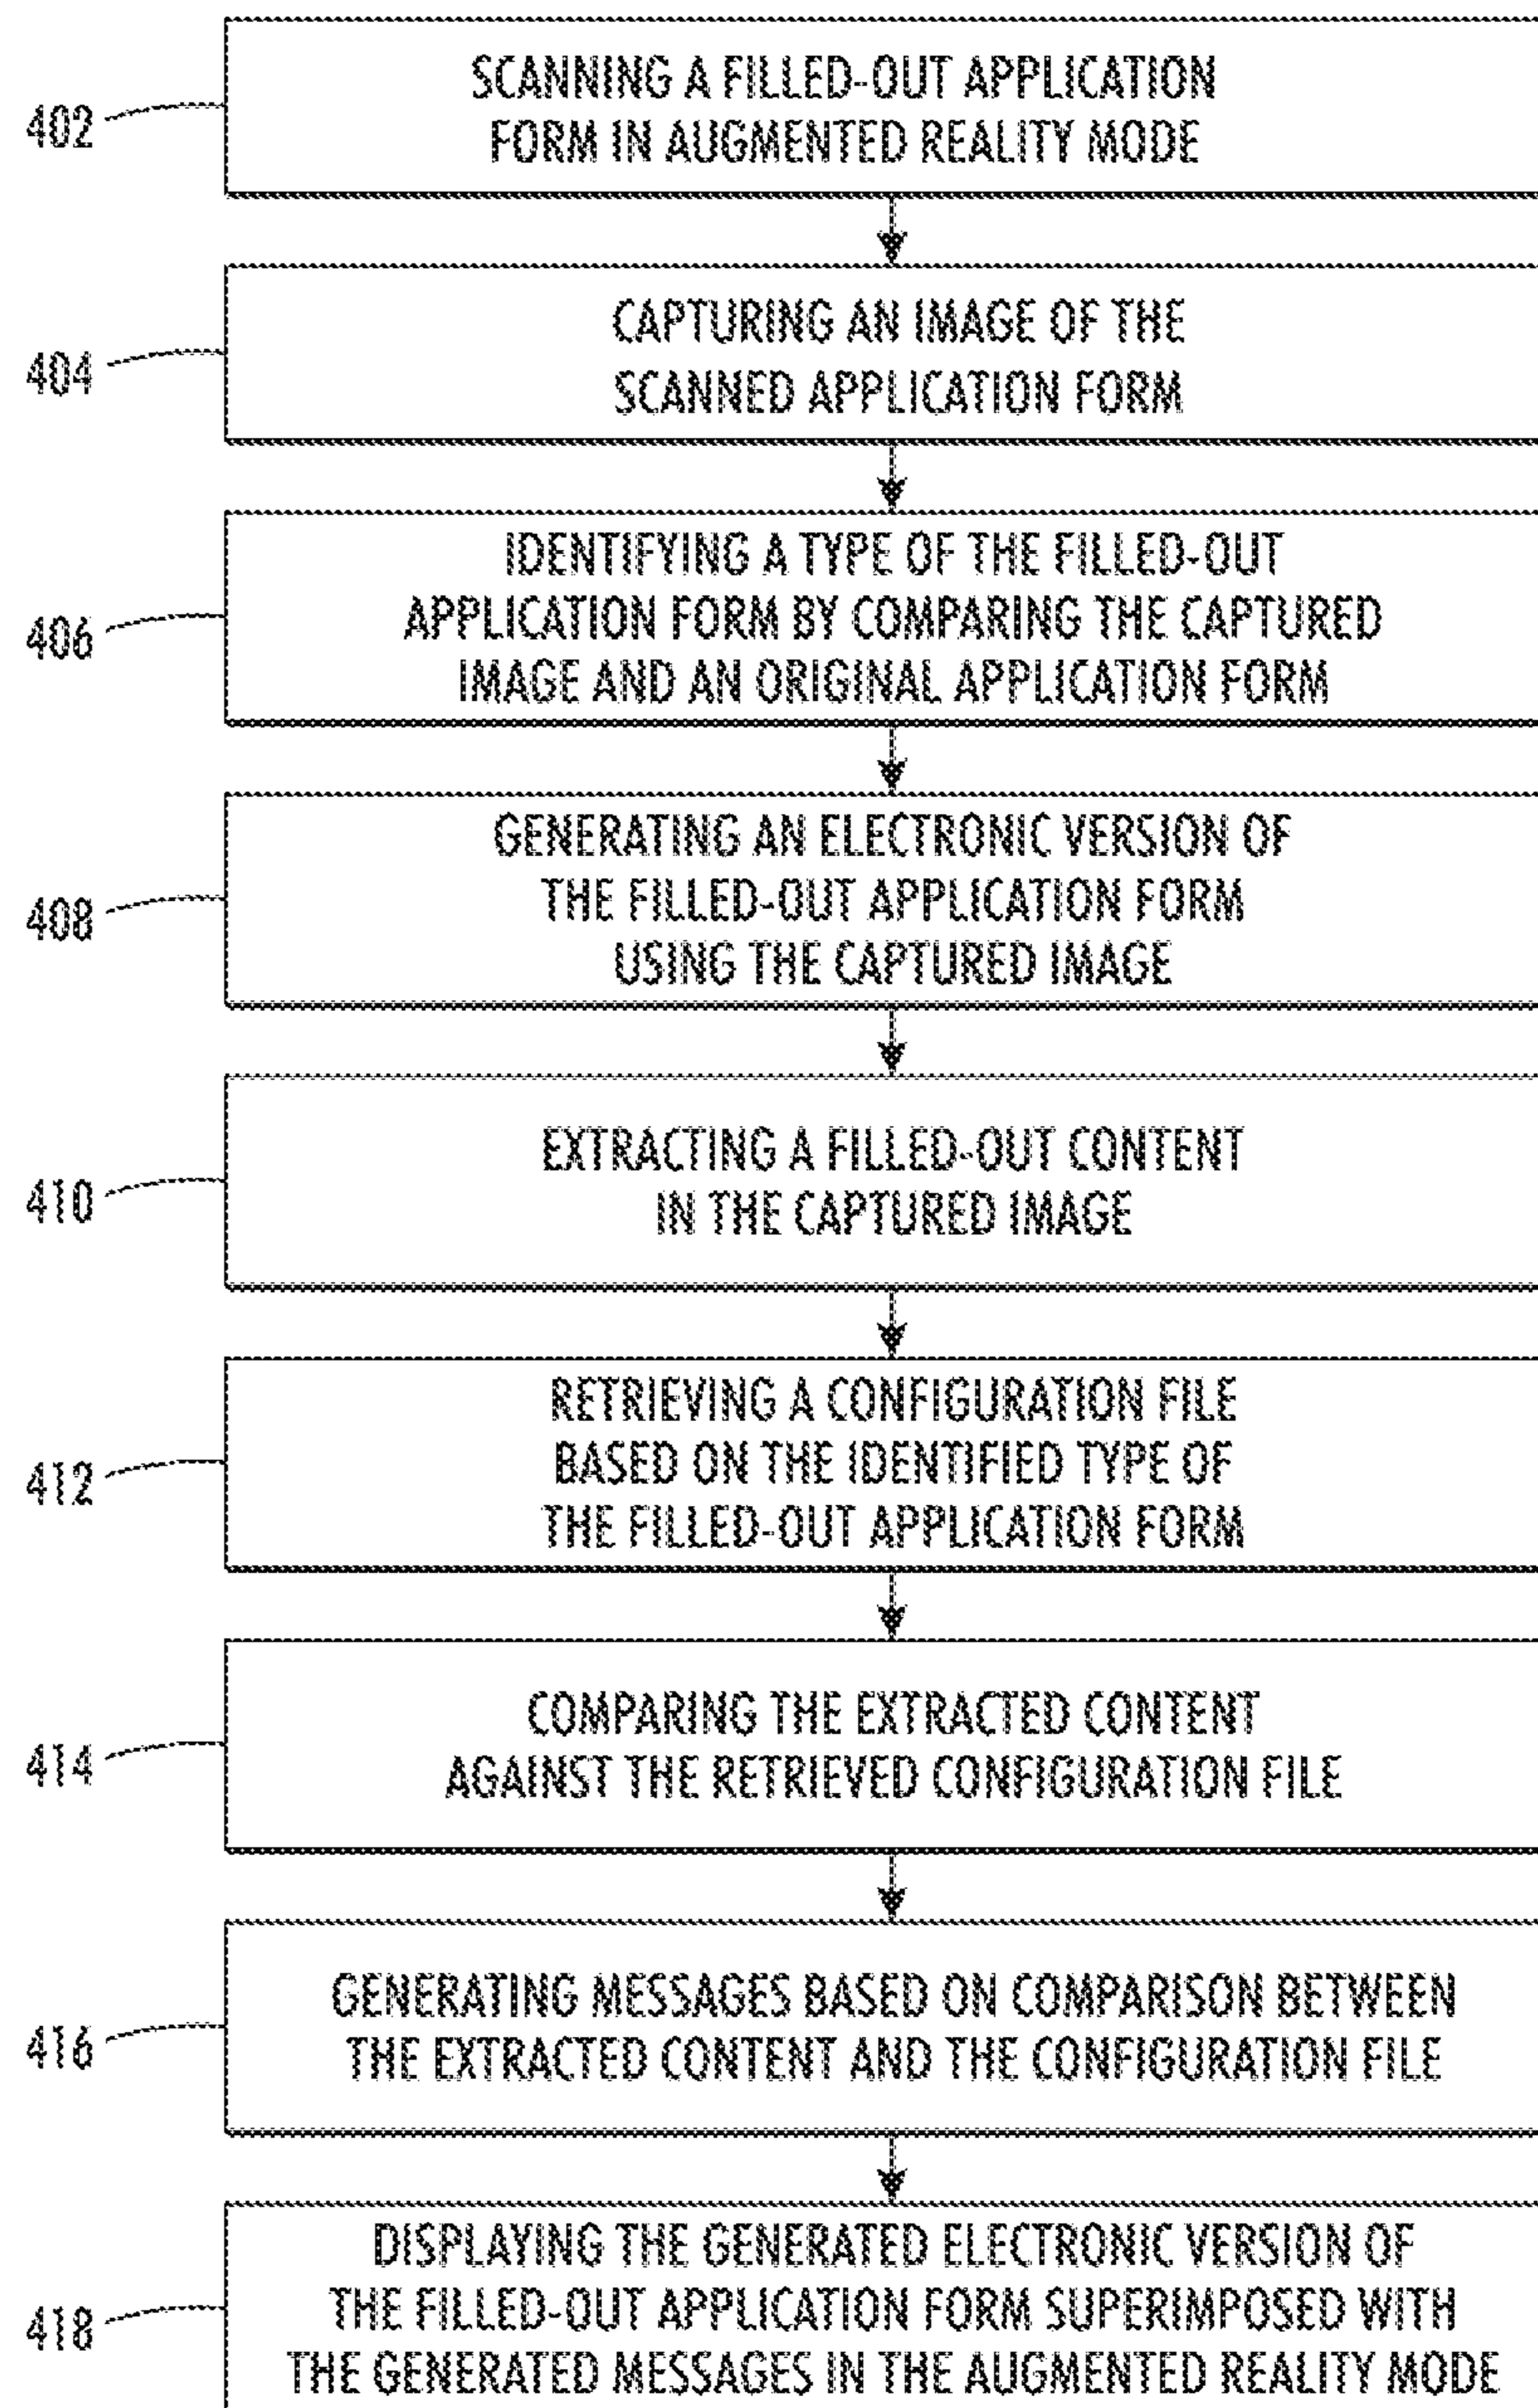 402
SCANNING A FILLED-OUT APPLICATION
FORM IN AUGMENTED REALITY MODE
404
CAPTURING AN IMAGE OF THE
SCANNED APPLICATION FORM
406
IDENTIFYING A TYPE OF THE FILLED-OUT
APPLICATION FORM BY COMPARING THE CAPTURED
IMAGE AND AN ORIGINAL APPLICATION FORM
408
GENERATING AN ELECTRONIC VERSION OF
THE FILLED-OUT APPLICATION FORM
USING THE CAPTURED IMAGE
410
EXTRACTING A FILLED-OUT CONTENT
IN THE CAPTURED IMAGE
412
RETRIEVING A CONFIGURATION FILE
BASED ON THE IDENTIFIED TYPE OF
THE FILLED-OUT APPLICATION FORM
414
COMPARING THE EXTRACTED CONTENT
AGAINST THE RETRIEVED CONFIGURATION FILE
416
GENERATING MESSAGES BASED ON COMPARISON BETWEEN
THE EXTRACTED CONTENT AND THE CONFIGURATION FILE
418
DISPLAYING THE GENERATED ELECTRONIC VERSION OF
THE FILLED-OUT APPLICATION FORM SUPERIMPOSED WITH
THE GENERATED MESSAGES IN THE AUGMENTED REALITY MODE